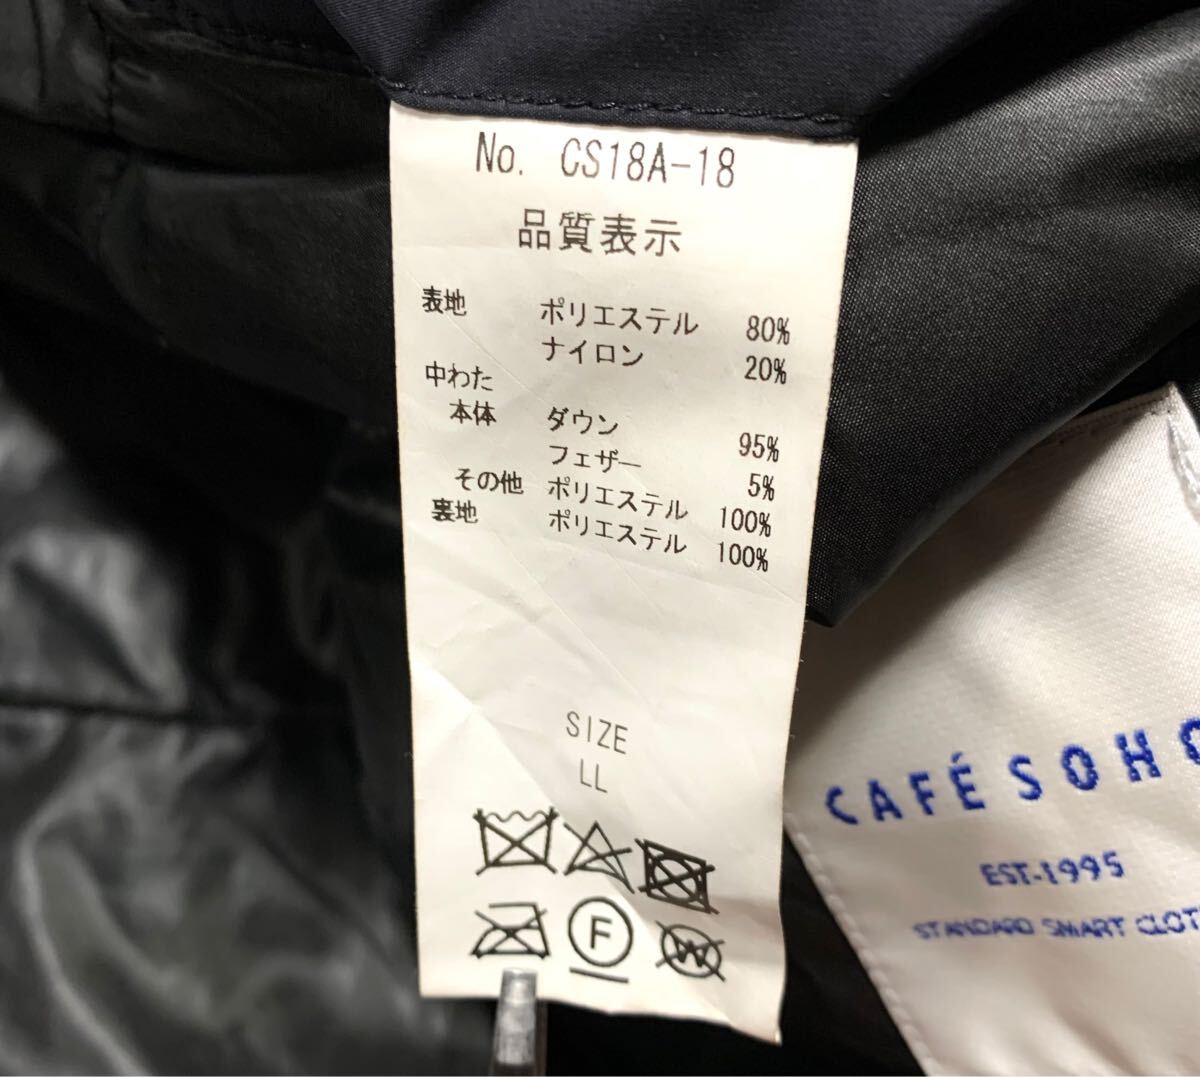 No. CS18A-18
品質表示
表地 ポリエステル 80%
ナイロン 20%
中わた
本体 ダウン 95%
フェザー 5%
その他 ポリエステル 100%
裏地 ポリエステル 100%
SIZE
LL
F
W
CAFÉ SOHO
EST-1995
STANDARD SMART CLOT